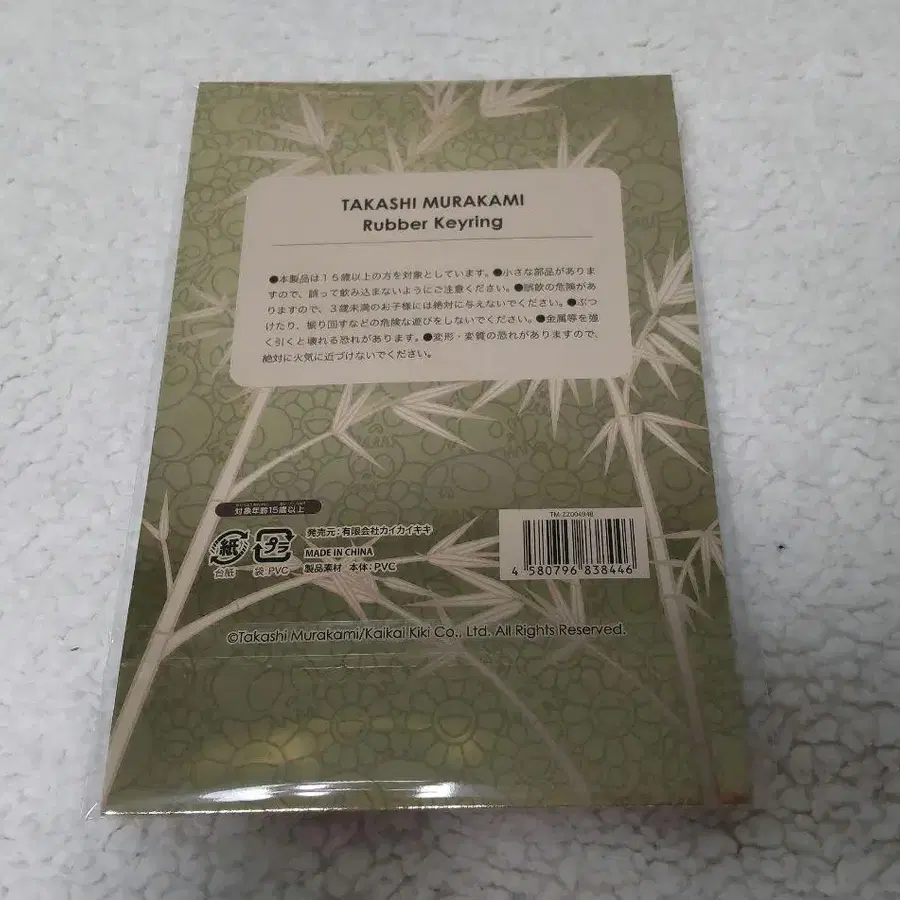 TAKASHI MURAKAMI
Rubber Keyring
●本製品は15歳以上の方を対象としています。●小さな部品がありま
すので、誤って飲み込まないようにご注意ください。●誤飲の危険があ
りますので、3歳未満のお子様には絶対に与えないでください。●ぶつ
けたり、振り回すなどの危険な遊びをしないでください。●金属等を強
く引くと壊れる恐れがあります。●変形・変質の恐れがありますので、
絶対に火気に近づけないでください。
対象年齢15歳以上
紙
台紙
プラ
袋 PVC
発売元:有限会社カイカイキキ
MADE IN CHINA
製品素材 本体:PVC
TM-ZZ00494B
4 580796 838446
©Takashi Murakami/Kaikai Kiki Co., Ltd. All Rights Reserved.